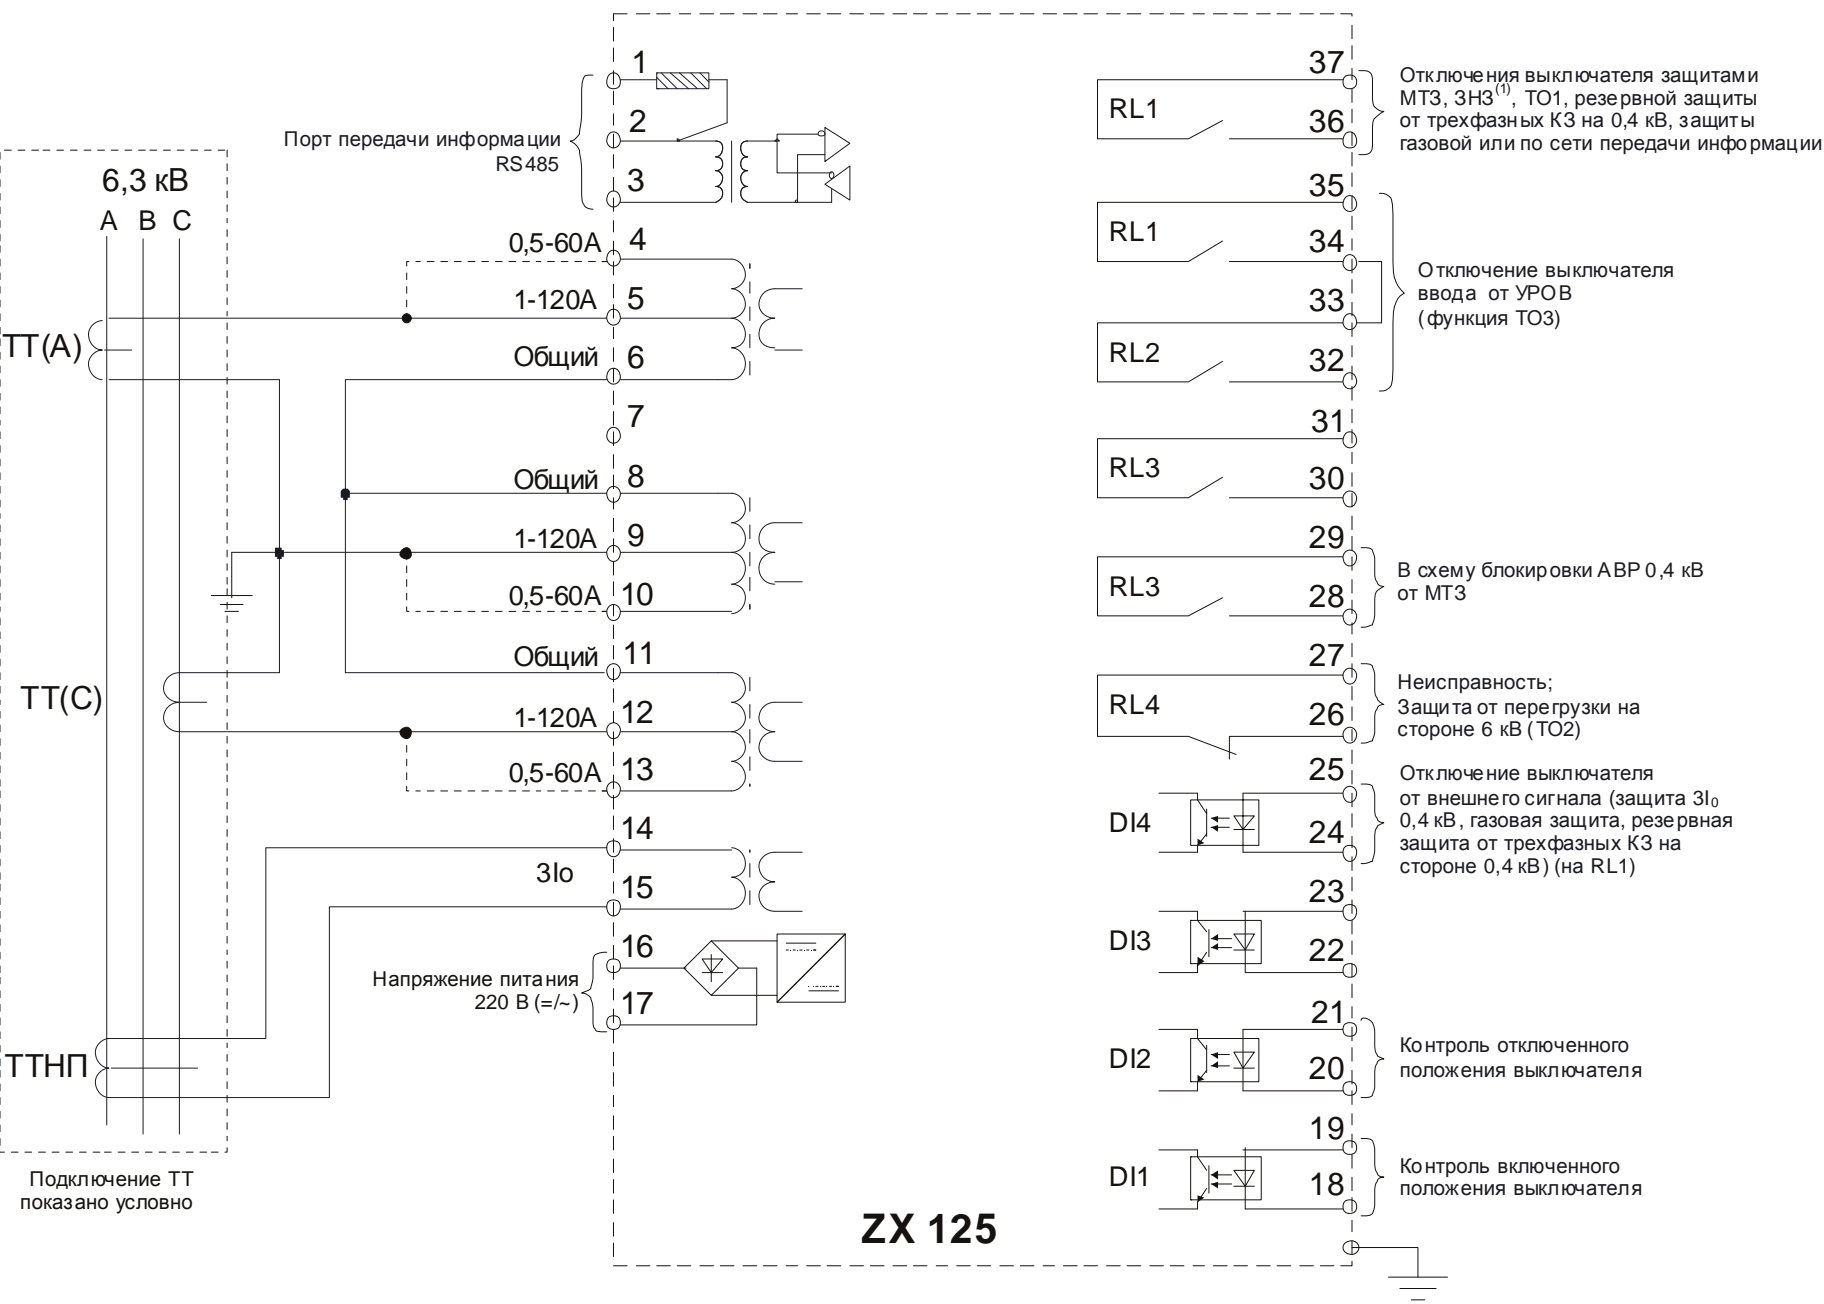 Порт передачи информации
RS485
6,3 кВ
A B C
ТТ(А)
ТТ(С)
ТТНП
Подключение ТТ
показано условно
1
2
3
0,5-60А 4
1-120А 5
Общий 6
7
Общий 8
1-120А 9
0,5-60А 10
Общий 11
1-120А 12
0,5-60А 13
14
3Io
15
16
Напряжение питания
220 В (=/~)
17
ZX 125
37
RL1
36
Отключения выключателя защитами
МТЗ, ЗНЗ(1), ТО1, резервной защиты
от трехфазных КЗ на 0,4 кВ, защиты
газовой или по сети передачи информации
35
RL1
34
33
RL2
32
Отключение выключателя
ввода от УРОВ
(функция ТО3)
31
RL3
30
29
RL3
28
В схему блокировки АВР 0,4 кВ
от МТЗ
27
RL4
26
Неисправность;
Защита от перегрузки на
стороне 6 кВ (ТО2)
25
DI4
24
Отключение выключателя
от внешнего сигнала (защита 3I0
0,4 кВ, газовая защита, резервная
защита от трехфазных КЗ на
стороне 0,4 кВ) (на RL1)
23
DI3
22
21
DI2
20
Контроль отключенного
положения выключателя
19
DI1
18
Контроль включенного
положения выключателя